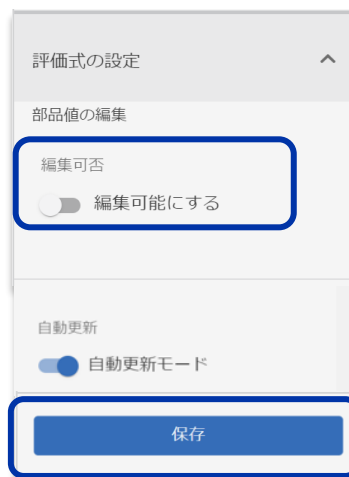 評価式の設定
部品値の編集
編集可否
編集可能にする
自動更新
自動更新モード
保存